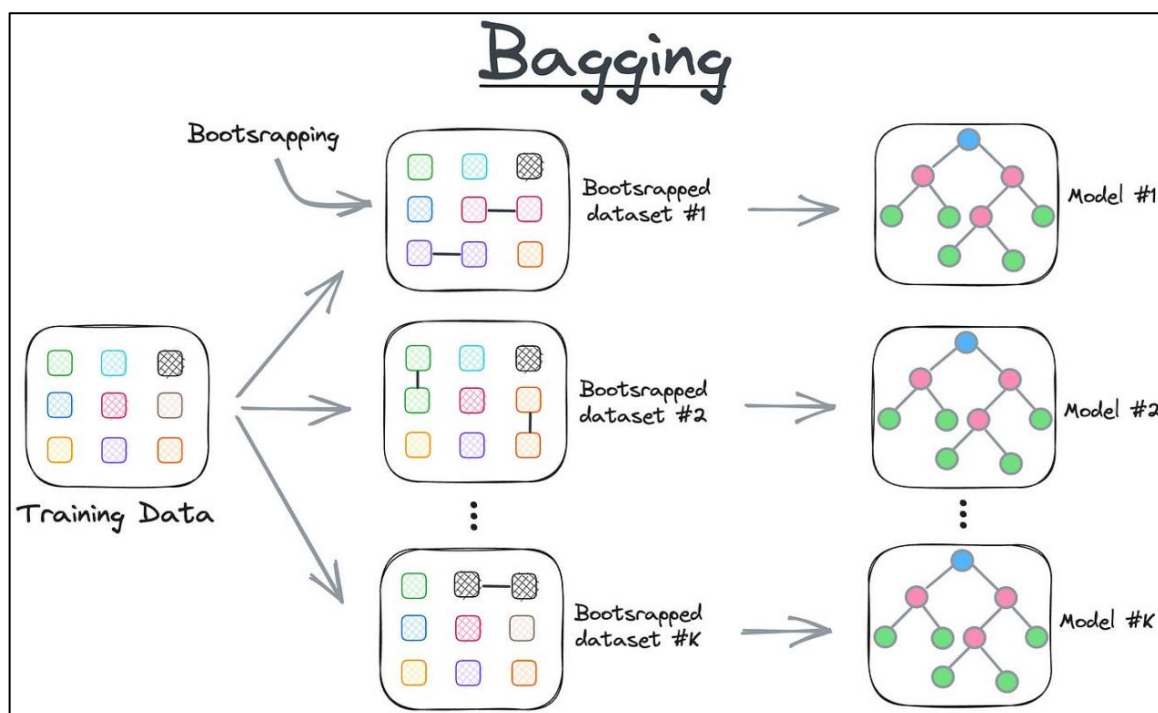 Bagging
Bootsrapping
Bootsrapped
dataset #1
Model #1
Training Data
Bootsrapped
dataset #2
Model #2
Bootsrapped
dataset #K
Model #K